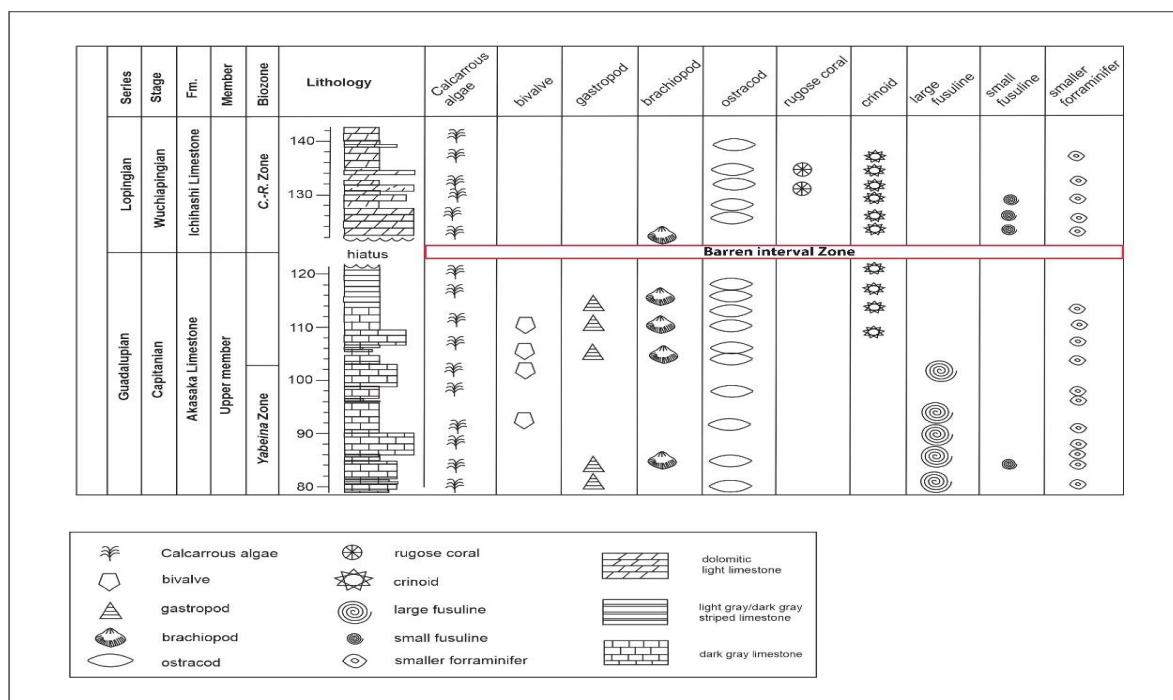 Series
Stage
Fm.
Member
Biozone
Lithology
Calcarrous
algae
bivalve
gastropod
brachiopod
ostracod
rugose coral
crinoid
large
fusuline
small
fusuline
smaller
forraminifer
Lopingian
Wuchiapingian
Ichihashi Limestone
C.-R. Zone
140
130
hiatus
Barren interval Zone
Guadalupian
Capitanian
Akasaka Limestone
Upper member
Yabeina Zone
120
110
100
90
80
Calcarrous algae
rugose coral
dolomitic
light limestone
bivalve
crinoid
gastropod
large fusuline
light gray/dark gray
striped limestone
brachiopod
small fusuline
ostracod
smaller forraminifer
dark gray limestone